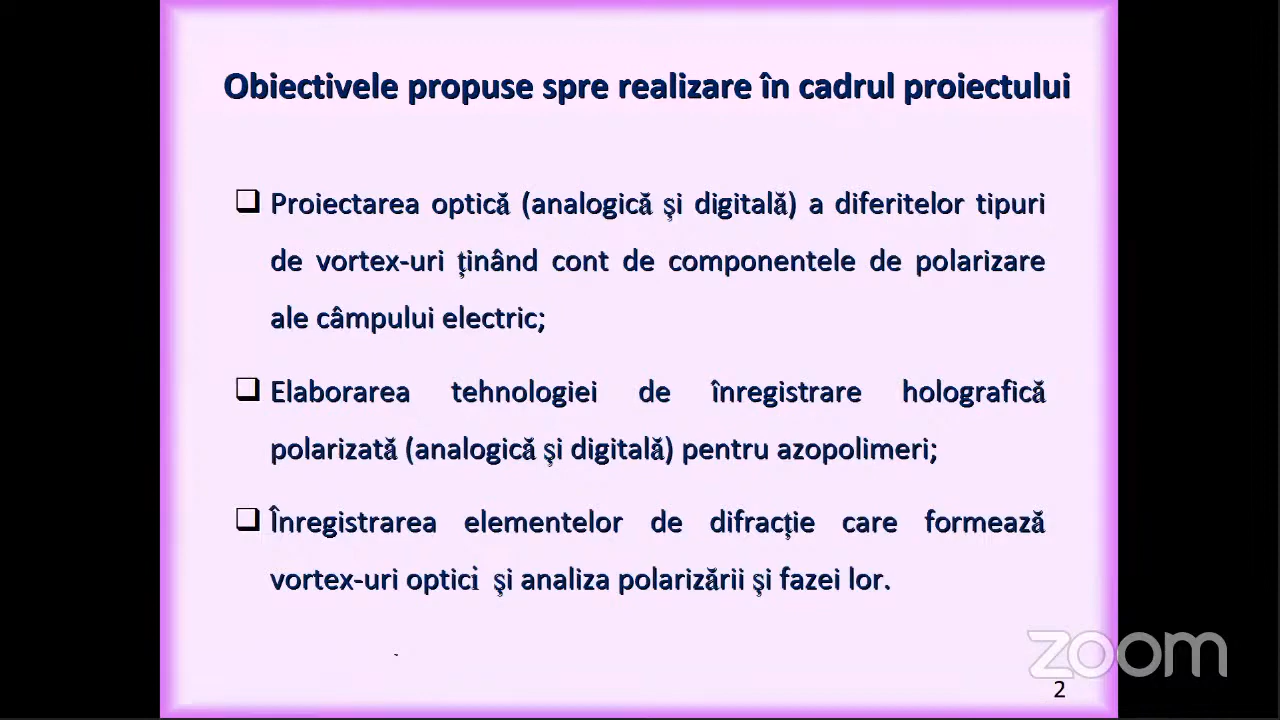 Obiectivele propuse spre realizare în cadrul proiectului
❑ Proiectarea optică (analogică şi digitală) a diferitelor tipuri
de vortex-uri ţinând cont de componentele de polarizare
ale câmpului electric;
❑ Elaborarea tehnologiei de înregistrare holografică
polarizată (analogică şi digitală) pentru azopolimeri;
❑ Înregistrarea elementelor de difracţie care formează
vortex-uri optici şi analiza polarizării şi fazei lor.
zoom
2